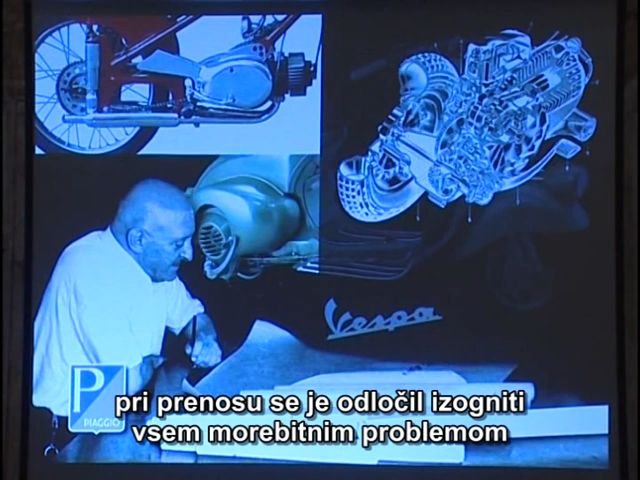 Vespa
P
PIAGGIO
pri prenosu se je odločil izogniti
vsem morebitnim problemom